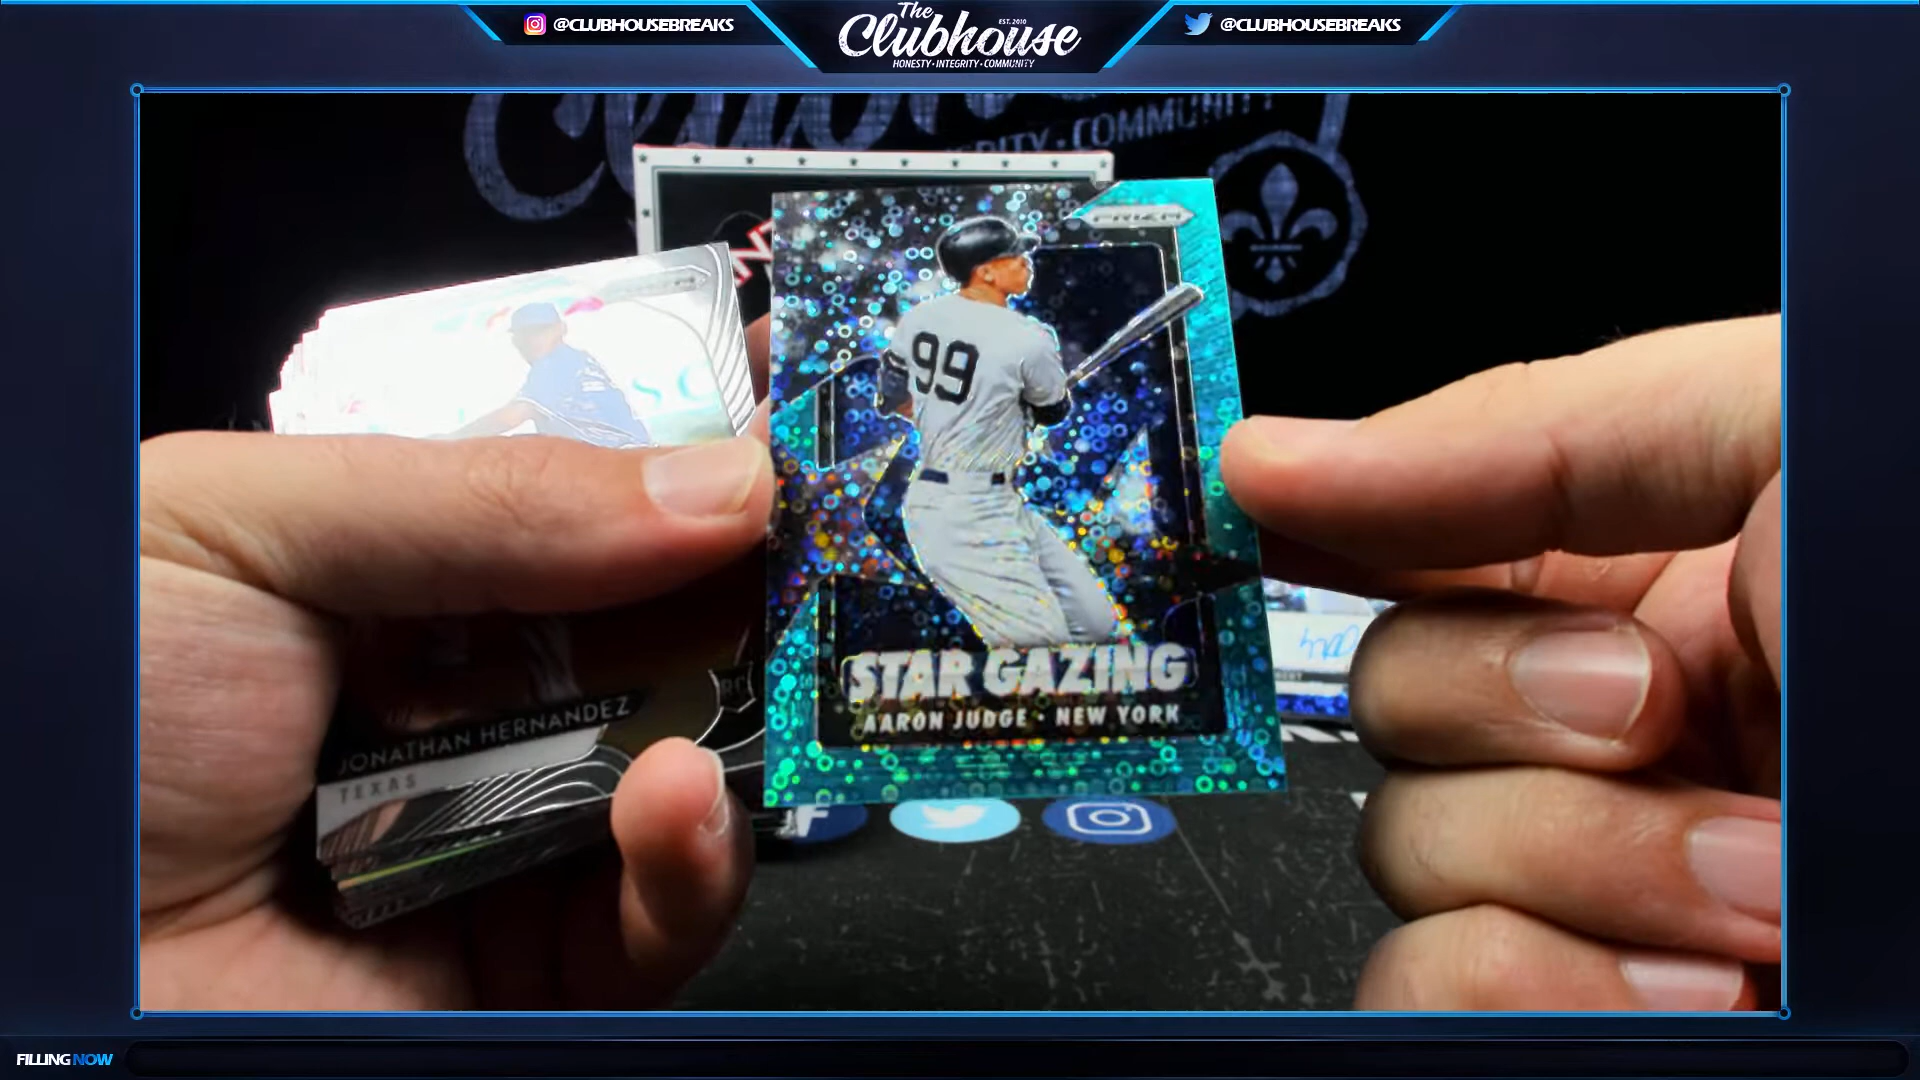 @CLUBHOUSEBREAKS
The
Clubhouse
EST. 2010
HONESTY • INTEGRITY • COMMUNITY
@CLUBHOUSEBREAKS
COMMUNITY
PRIZM
99
STAR GAZING
AARON JUDGE • NEW YORK
RC
JONATHAN HERNANDEZ
TEXAS
FILLING NOW